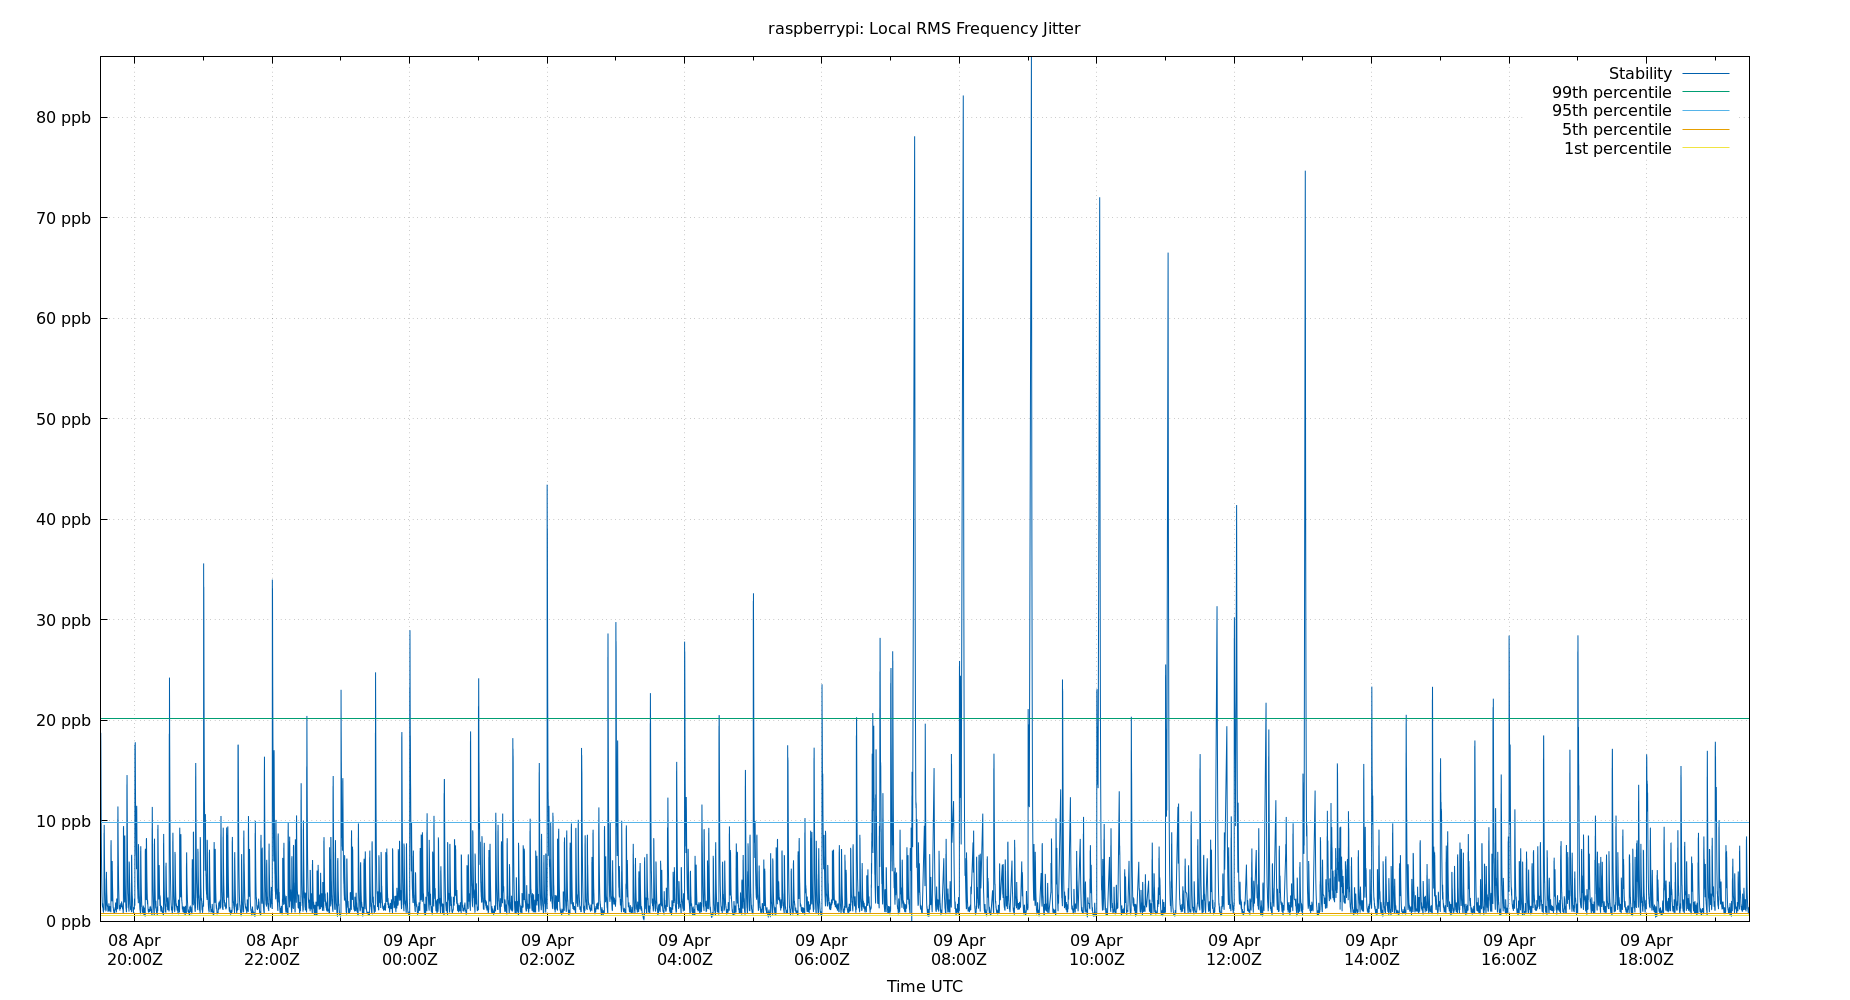 raspberrypi: Local RMS Frequency Jitter
Stability
99th percentile
95th percentile
5th percentile
1st percentile
80 ppb
70 ppb
60 ppb
50 ppb
40 ppb
30 ppb
20 ppb
10 ppb
0 ppb
08 Apr 08 Apr 09 Apr 09 Apr 09 Apr 09 Apr 09 Apr 09 Apr 09 Apr 09 Apr 09 Apr 09 Apr
20:00Z 22:00Z 00:00Z 02:00Z 04:00Z 06:00Z 08:00Z 10:00Z 12:00Z 14:00Z 16:00Z 18:00Z
Time UTC